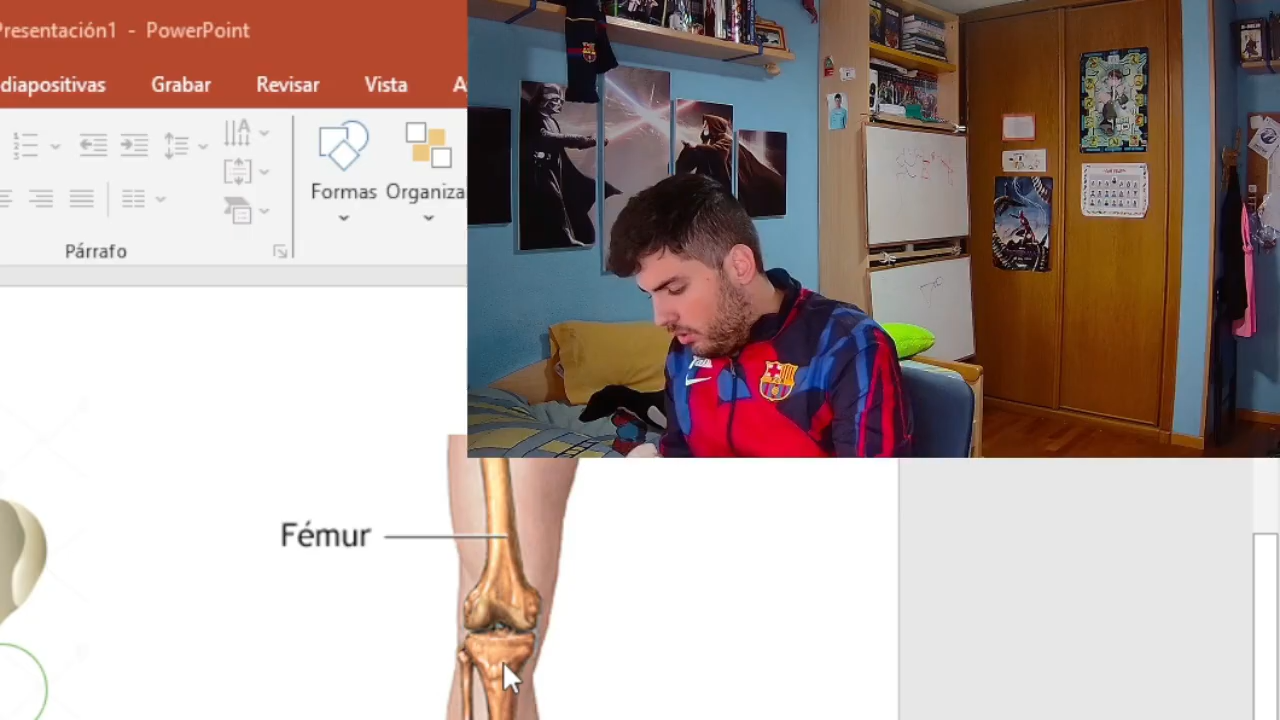 Presentación1 - PowerPoint
diapositivas Grabar Revisar Vista A
Formas Organiza
Párrafo
Fémur